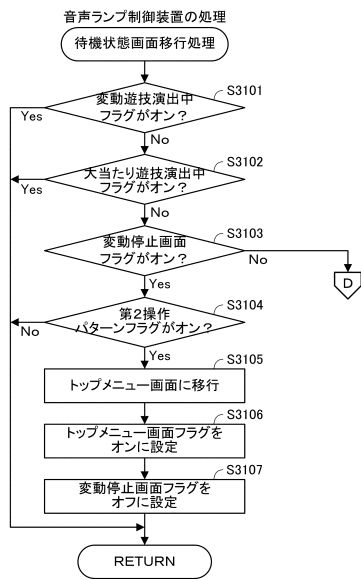 音声ランプ制御装置の処理
待機状態画面移行処理
S3101
変動遊技演出中
フラグがオン？
Yes
No
S3102
大当たり遊技演出中
フラグがオン？
Yes
No
S3103
変動停止画面
フラグがオン？
No
D
Yes
S3104
第2操作
パターンフラグがオン？
No
Yes
S3105
トップメニュー画面に移行
S3106
トップメニュー画面フラグを
オンに設定
S3107
変動停止画面フラグを
オフに設定
RETURN